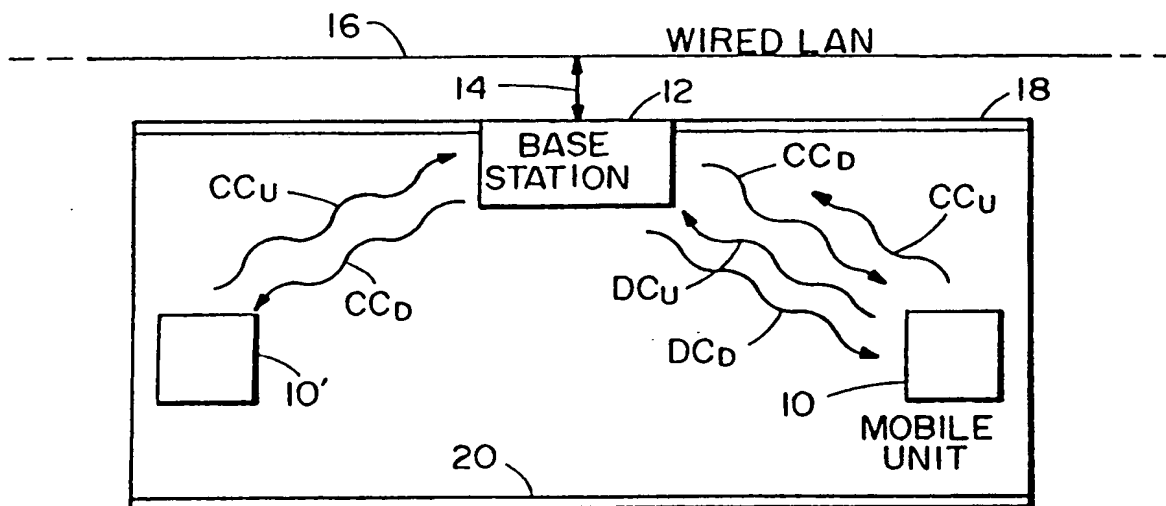 16
WIRED LAN
14
12
18
BASE
STATION
CCU
CCD
CCU
CCD
DCU
DCD
10'
10
MOBILE
UNIT
20